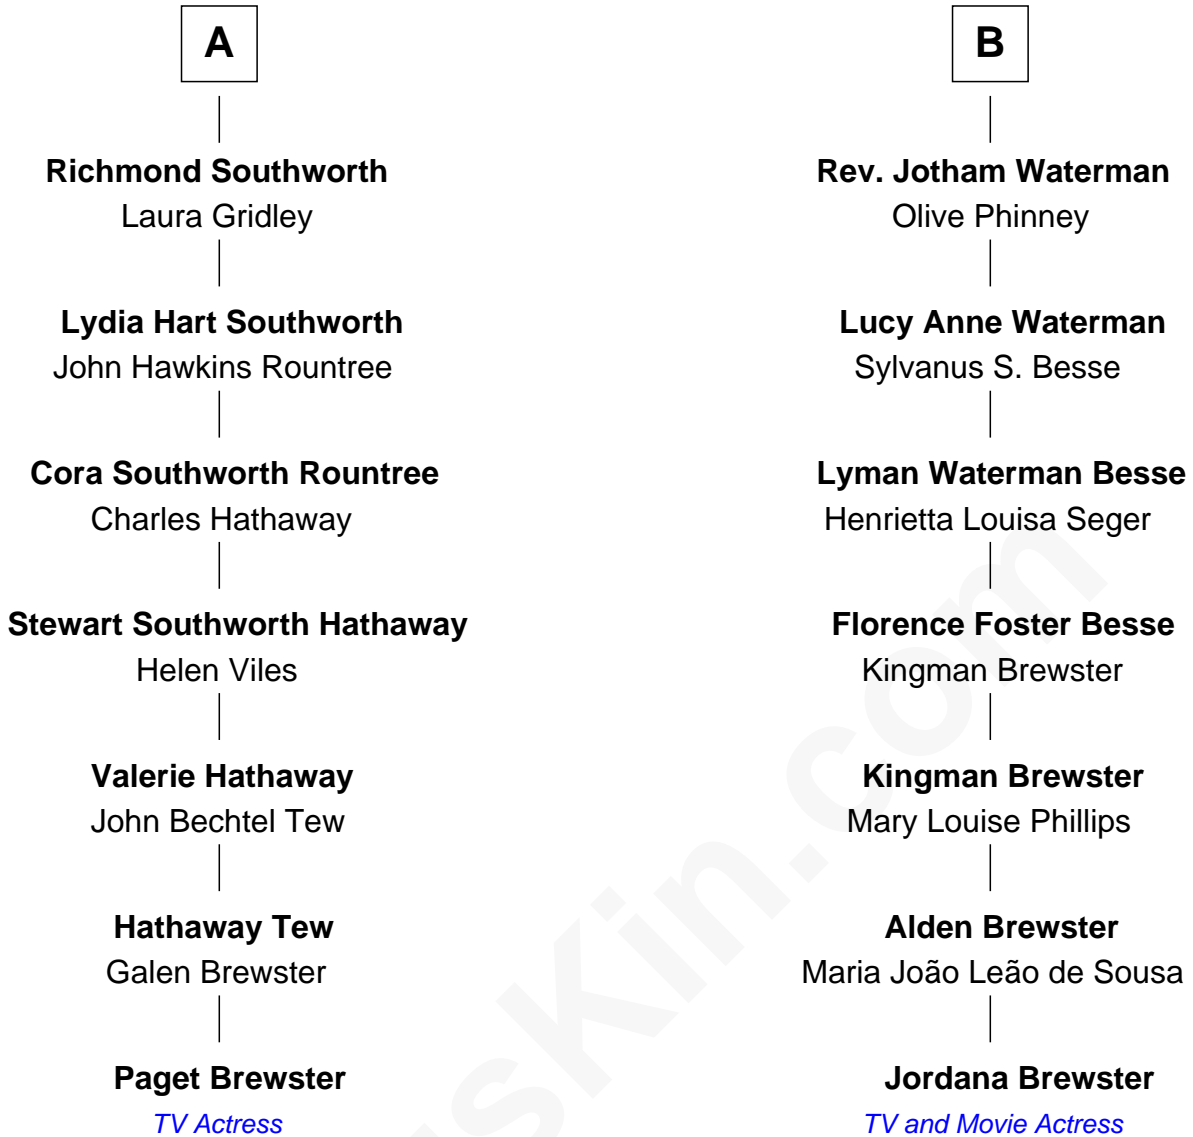 A
Richmond Southworth
Laura Gridley
Lydia Hart Southworth
John Hawkins Rountree
Cora Southworth Rountree
Charles Hathaway
Stewart Southworth Hathaway
Helen Viles
Valerie Hathaway
John Bechtel Tew
Hathaway Tew
Galen Brewster
Paget Brewster
TV Actress
B
Rev. Jotham Waterman
Olive Phinney
Lucy Anne Waterman
Sylvanus S. Besse
Lyman Waterman Besse
Henrietta Louisa Seger
Florence Foster Besse
Kingman Brewster
Kingman Brewster
Mary Louise Phillips
Alden Brewster
Maria João Leão de Sousa
Jordana Brewster
TV and Movie Actress
sKin.com